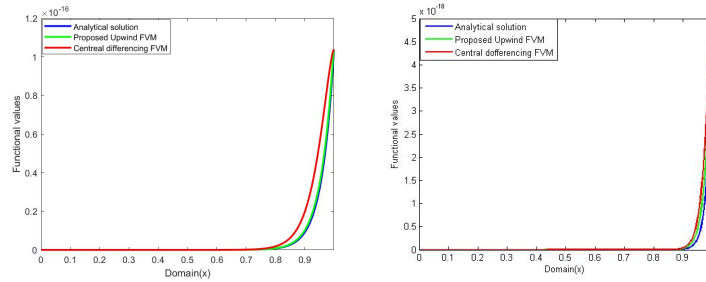 ×10⁻¹⁶
1.2
1
0.8
0.6
0.4
0.2
0
Functional values
Analytical solution
Proposed Upwind FVM
Centreal differencing FVM
0 0.1 0.2 0.3 0.4 0.5 0.6 0.7 0.8 0.9
Domain(x)
x 10⁻¹⁸
5
4.5
4
3.5
3
2.5
2
1.5
1
0.5
0
Functional values
Analytical solution
Proposed Upwind FVM
Central dofferencing FVM
0 0.1 0.2 0.3 0.4 0.5 0.6 0.7 0.8 0.9
Domain(x)